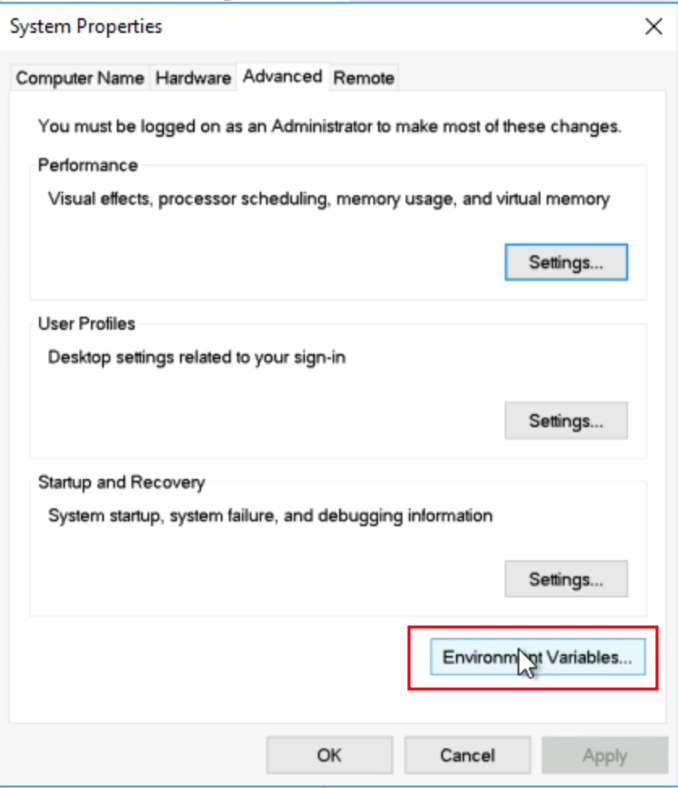 System Properties
Computer Name Hardware Advanced Remote
You must be logged on as an Administrator to make most of these changes.
Performance
Visual effects, processor scheduling, memory usage, and virtual memory
Settings...
User Profiles
Desktop settings related to your sign-in
Settings...
Startup and Recovery
System startup, system failure, and debugging information
Settings...
Environment Variables...
OK Cancel Apply